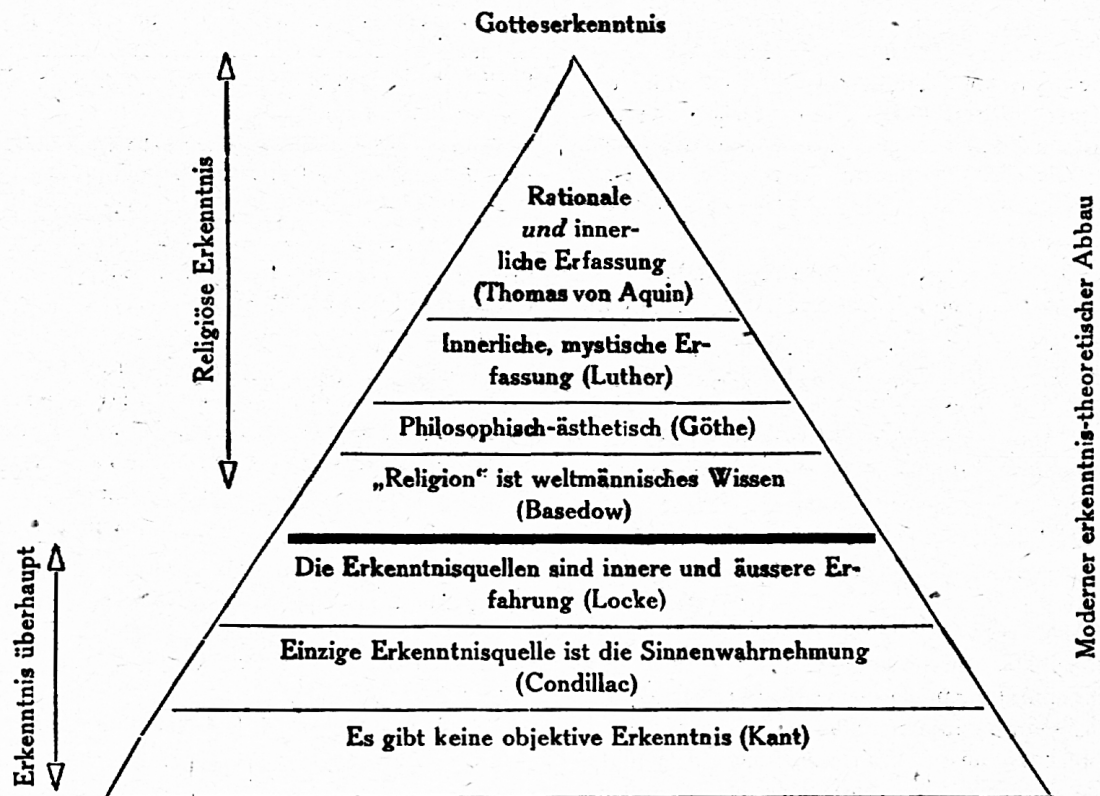 Gotteserkenntnis
Religiöse Erkenntnis
Rationale
und inner-
liche Erfassung
(Thomas von Aquin)
Innerliche, mystische Er-
fassung (Luther)
Philosophisch-ästhetisch (Göthe)
„Religion“ ist weltmännisches Wissen
(Basedow)
Erkenntnis überhaupt
Die Erkenntnisquellen sind innere und äussere Er-
fahrung (Locke)
Einzige Erkenntnisquelle ist die Sinnenwahrnehmung
(Condillac)
Es gibt keine objektive Erkenntnis (Kant)
Moderner erkenntnis-theoretischer Abbau